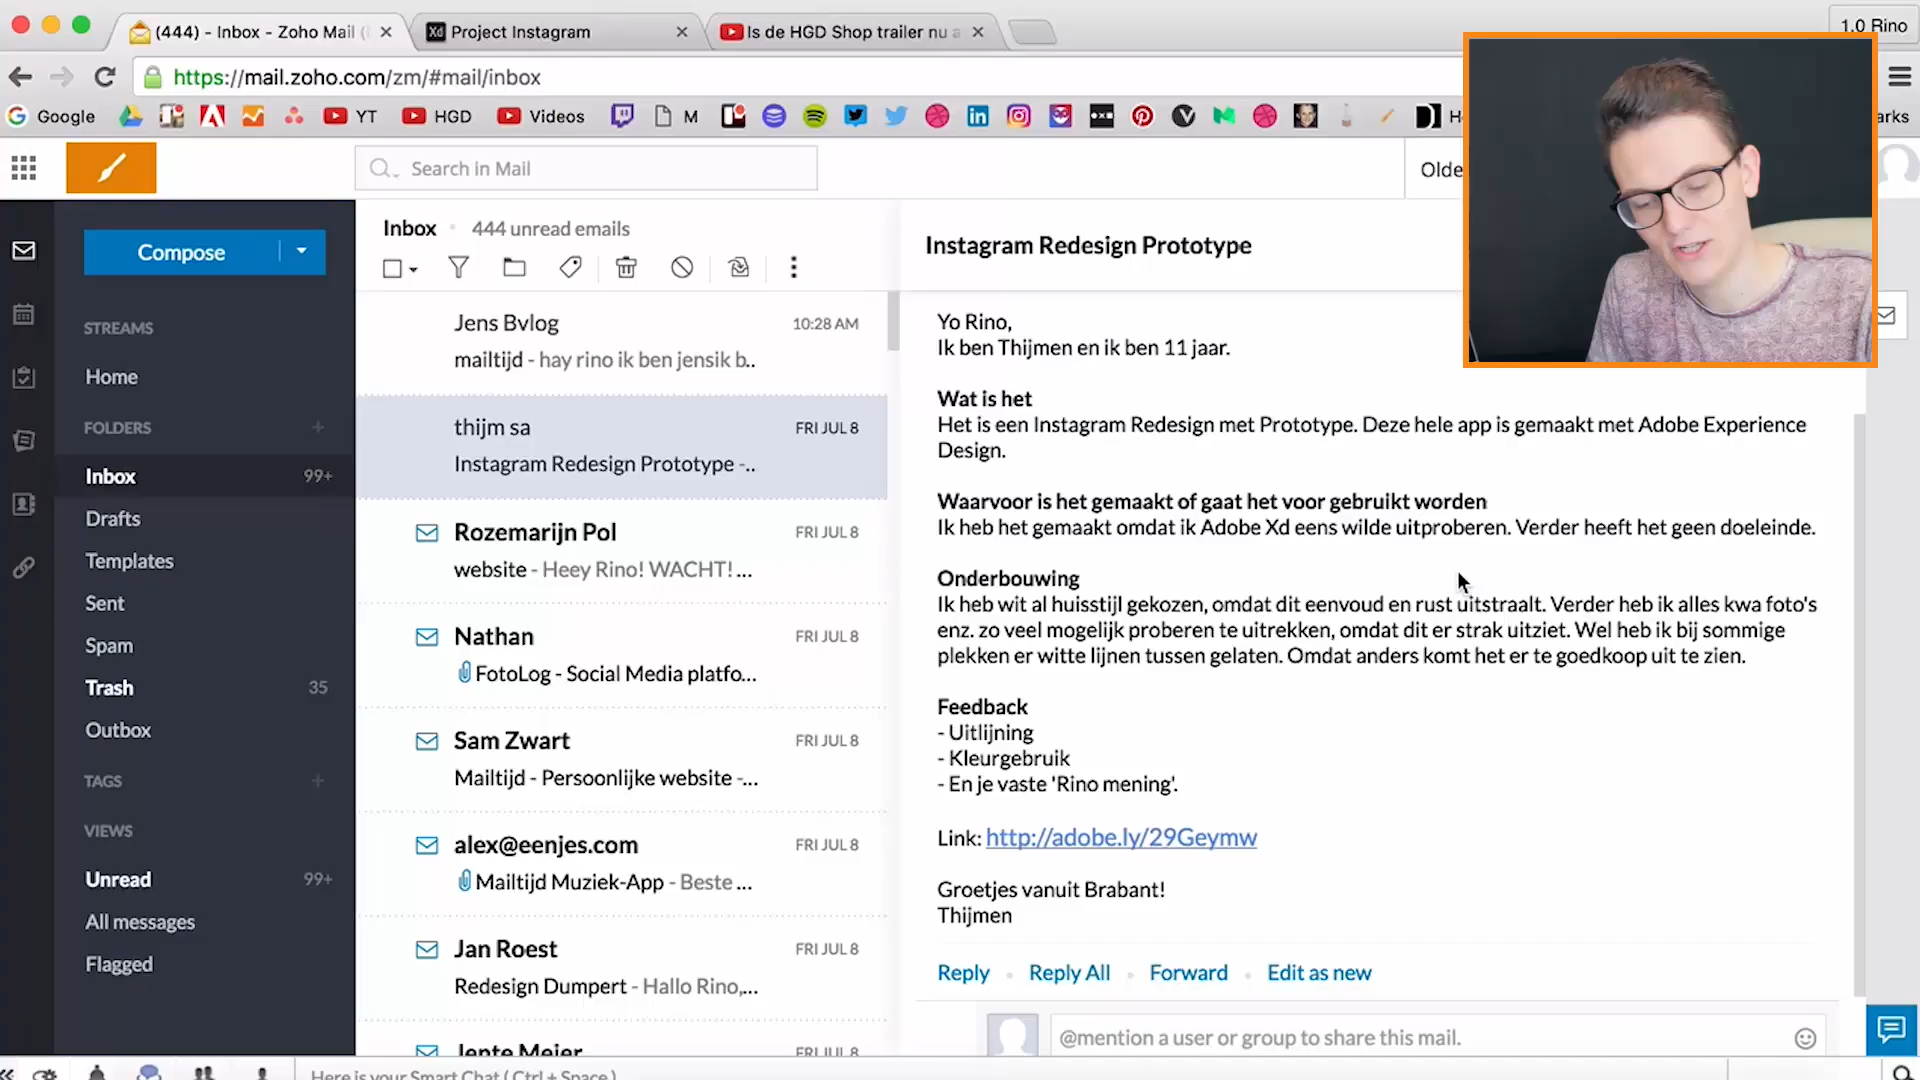 (444) - Inbox - Zoho Mail (
Project Instagram
Is de HGD Shop trailer nu a
1.0 Rino
https://mail.zoho.com/zm/#mail/inbox
Google
YT
HGD
Videos
M
Search in Mail
Olde
Compose
STREAMS
Home
FOLDERS
Inbox 99+
Drafts
Templates
Sent
Spam
Trash 35
Outbox
TAGS
VIEWS
Unread 99+
All messages
Flagged
Inbox 444 unread emails
Jens Bvlog 10:28 AM
mailtijd - hay rino ik ben jensik b..
thijm sa FRI JUL 8
Instagram Redesign Prototype -..
Rozemarijn Pol FRI JUL 8
website - Heey Rino! WACHT! ...
Nathan FRI JUL 8
FotoLog - Social Media platfo...
Sam Zwart FRI JUL 8
Mailtijd - Persoonlijke website -...
alex@eenjes.com FRI JUL 8
Mailtijd Muziek-App - Beste ...
Jan Roest FRI JUL 8
Redesign Dumpert - Hallo Rino,...
Jente Meier FRI JUL 8
Instagram Redesign Prototype
Yo Rino,
Ik ben Thijmen en ik ben 11 jaar.
Wat is het
Het is een Instagram Redesign met Prototype. Deze hele app is gemaakt met Adobe Experience
Design.
Waarvoor is het gemaakt of gaat het voor gebruikt worden
Ik heb het gemaakt omdat ik Adobe Xd eens wilde uitproberen. Verder heeft het geen doeleinde.
Onderbouwing
Ik heb wit al huisstijl gekozen, omdat dit eenvoud en rust uitstraalt. Verder heb ik alles kwa foto's
enz. zo veel mogelijk proberen te uitrekken, omdat dit er strak uitziet. Wel heb ik bij sommige
plekken er witte lijnen tussen gelaten. Omdat anders komt het er te goedkoop uit te zien.
Feedback
- Uitlijning
- Kleurgebruik
- En je vaste 'Rino mening'.
Link: http://adobe.ly/29Geymw
Groetjes vanuit Brabant!
Thijmen
Reply Reply All Forward Edit as new
@mention a user or group to share this mail.
Here is your Smart Chat ( Ctrl + Space )